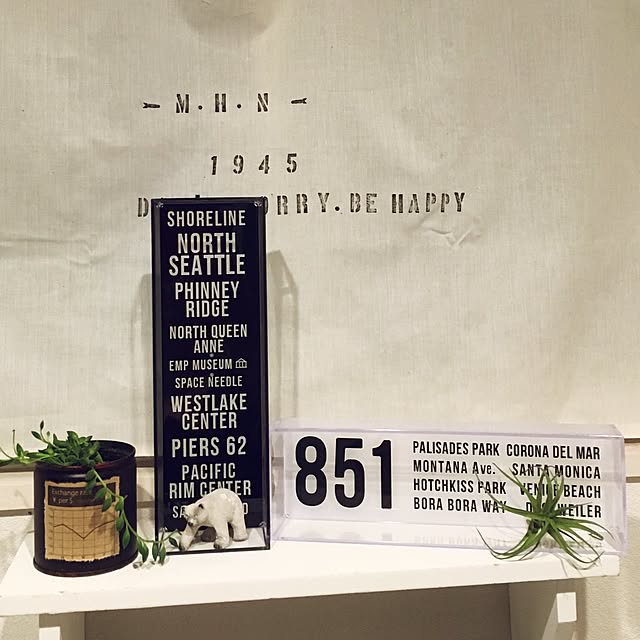 M.H.N
1945
RRY.BE HAPPY
SHORELINE
NORTH
SEATTLE
PHINNEY
RIDGE
NORTH QUEEN
ANNE
EMP MUSEUM
SPACE NEEDLE
WESTLAKE
CENTER
PIERS 62
PACIFIC
RIM CENTER
851
PALISADES PARK CORONA DEL MAR
MONTANA Ave. SANTA MONICA
HOTCHKISS PARK VENICE BEACH
BORA BORA WAY
Exchange
¥ per $